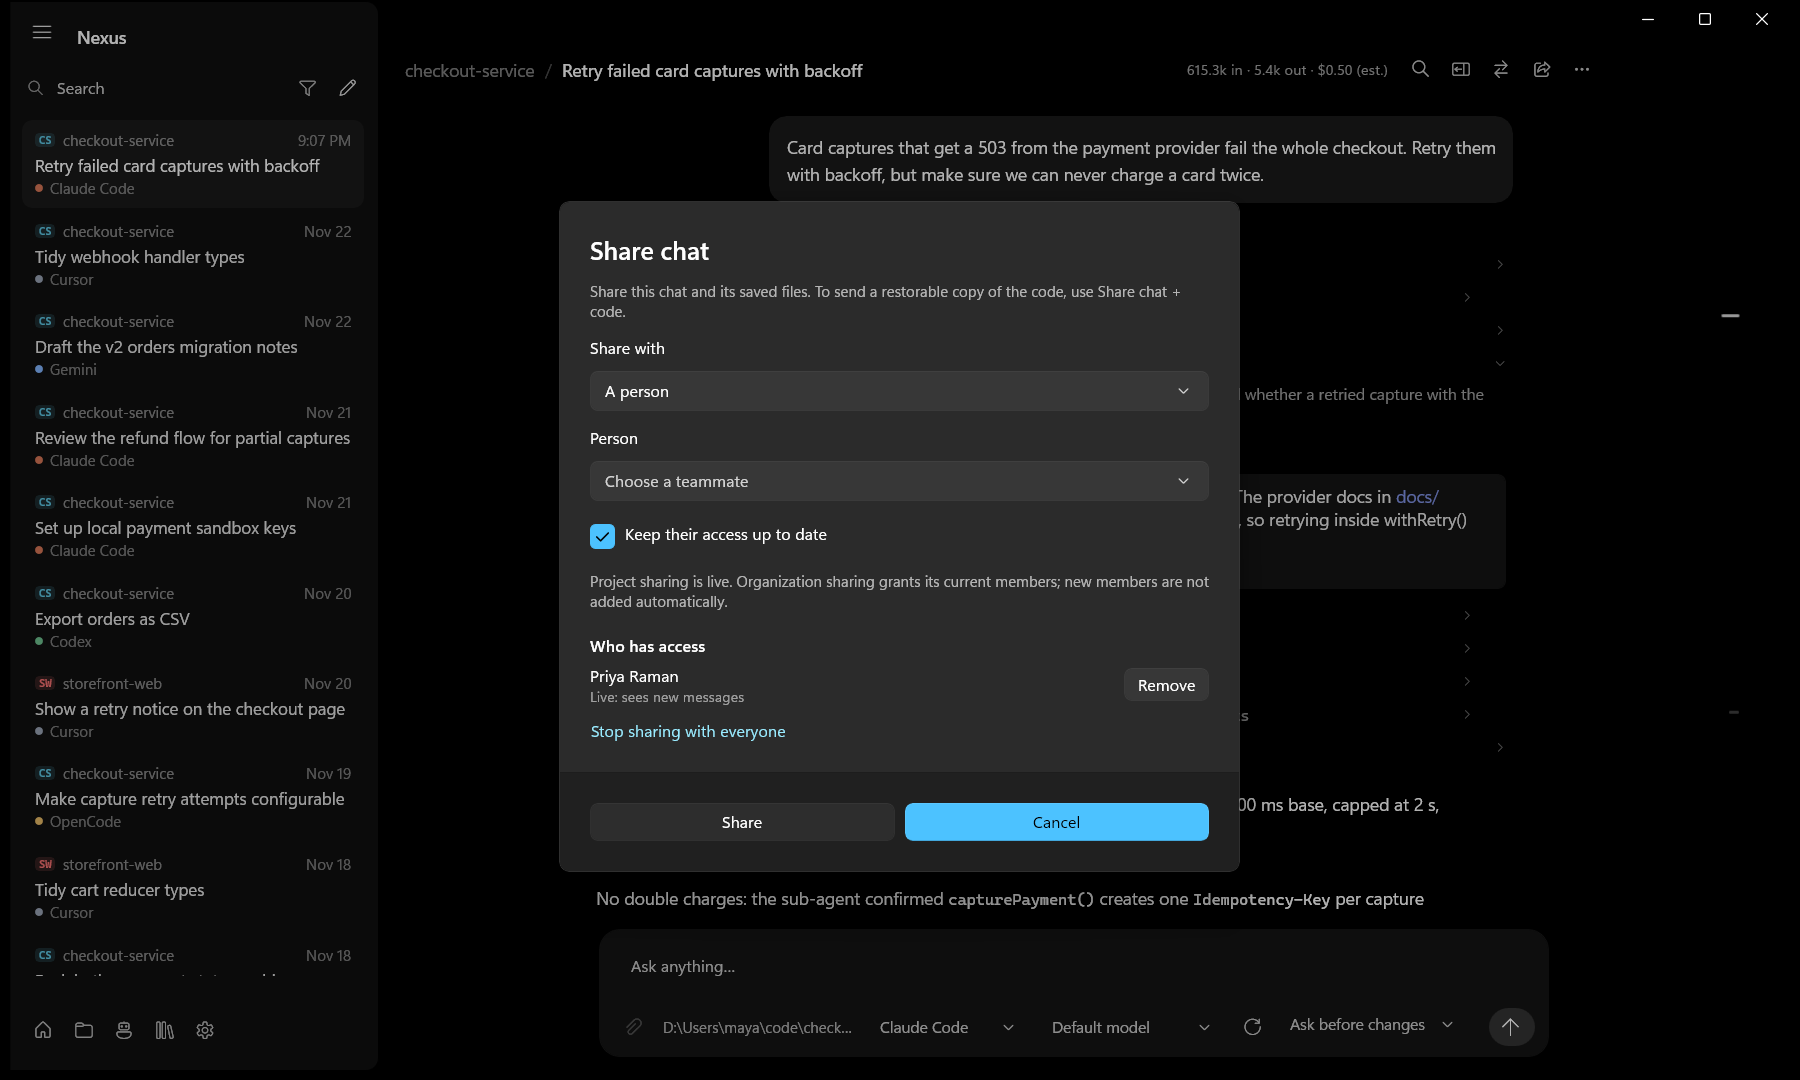 Nexus
Search
CS checkout-service 9:07 PM
Retry failed card captures with backoff
Claude Code
CS checkout-service Nov 22
Tidy webhook handler types
Cursor
CS checkout-service Nov 22
Draft the v2 orders migration notes
Gemini
CS checkout-service Nov 21
Review the refund flow for partial captures
Claude Code
CS checkout-service Nov 21
Set up local payment sandbox keys
Claude Code
CS checkout-service Nov 20
Export orders as CSV
Codex
SW storefront-web Nov 20
Show a retry notice on the checkout page
Cursor
CS checkout-service Nov 19
Make capture retry attempts configurable
OpenCode
SW storefront-web Nov 18
Tidy cart reducer types
Cursor
CS checkout-service Nov 18
checkout-service / Retry failed card captures with backoff
615.3k in · 5.4k out · $0.50 (est.)
Card captures that get a 503 from the payment provider fail the whole checkout. Retry them
with backoff, but make sure we can never charge a card twice.
Share chat
Share this chat and its saved files. To send a restorable copy of the code, use Share chat +
code.
Share with
A person
Person
Choose a teammate
Keep their access up to date
Project sharing is live. Organization sharing grants its current members; new members are not
added automatically.
Who has access
Priya Raman
Live: sees new messages
Remove
Stop sharing with everyone
Share
Cancel
whether a retried capture with the
The provider docs in docs/
, so retrying inside withRetry()
00 ms base, capped at 2 s,
No double charges: the sub-agent confirmed capturePayment() creates one Idempotency-Key per capture
Ask anything...
D:\Users\maya\code\check...
Claude Code
Default model
Ask before changes